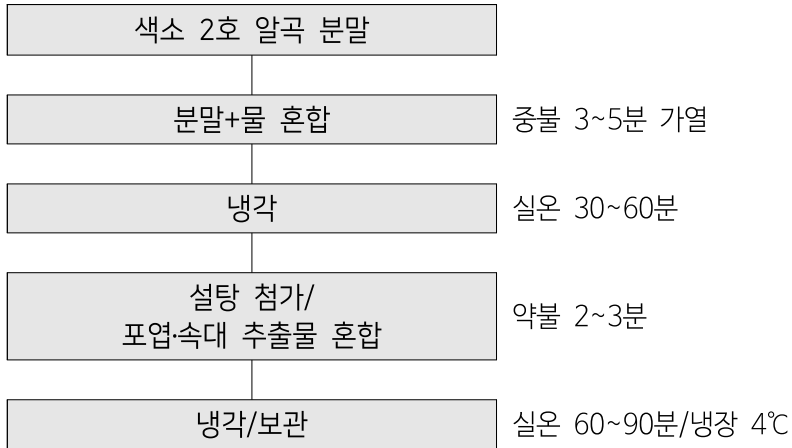 색소 2호 알곡 분말
분말+물 혼합
중불 3~5분 가열
냉각
실온 30~60분
설탕 첨가/
포엽·속대 추출물 혼합
약불 2~3분
냉각/보관
실온 60~90분/냉장 4℃